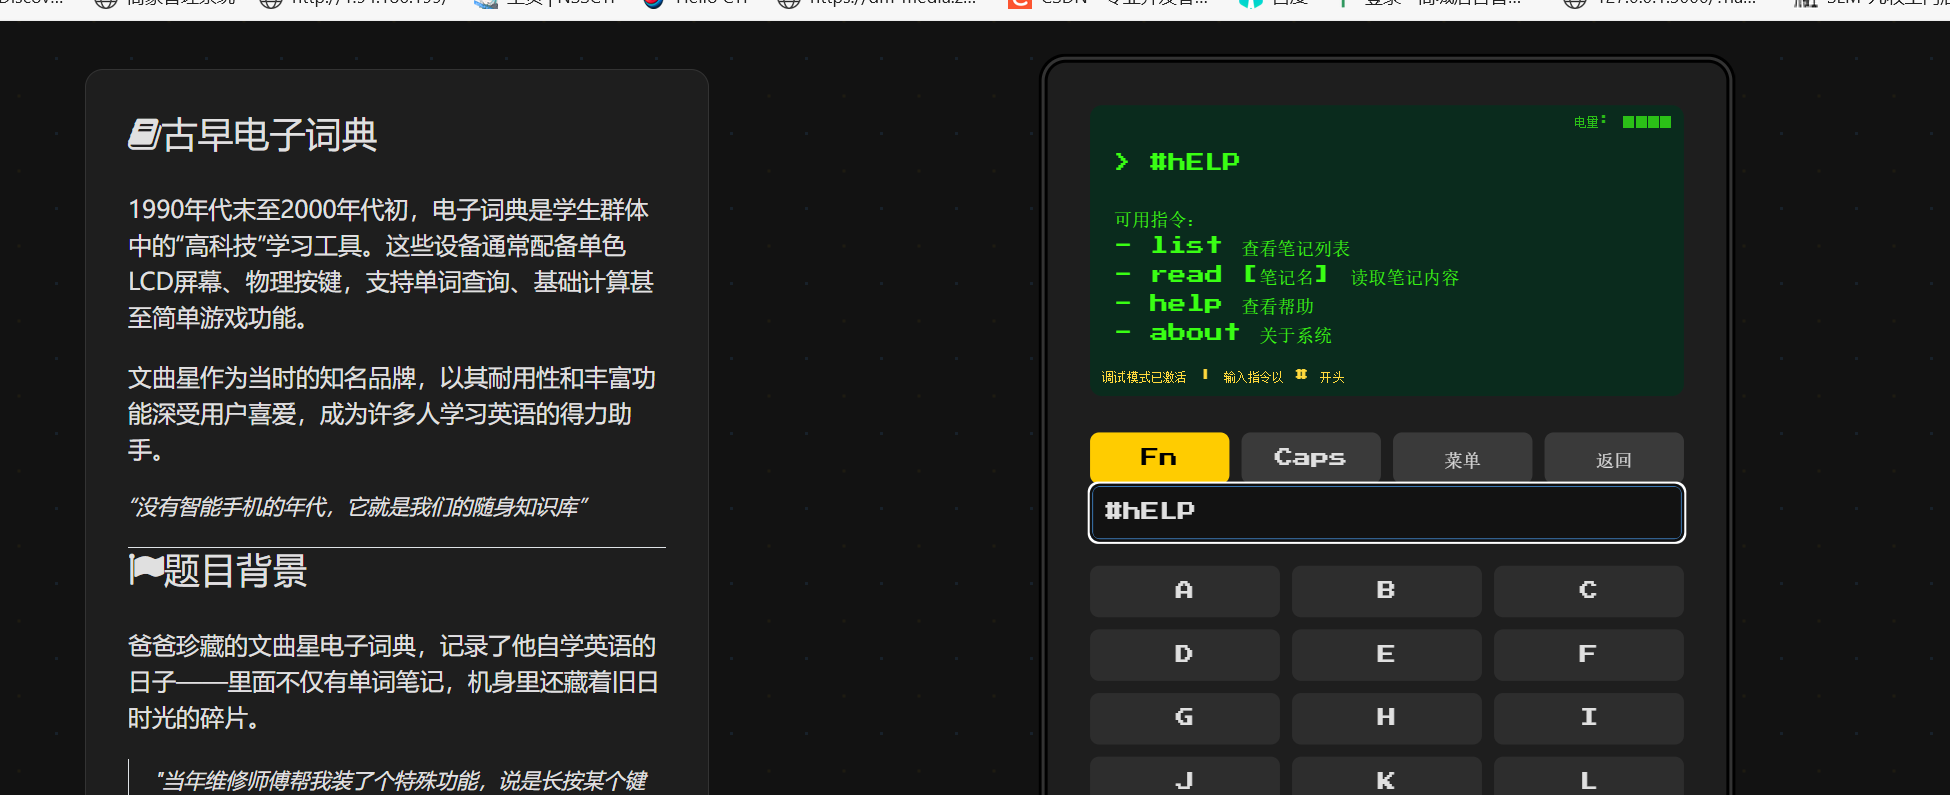 古早电子词典
1990年代末至2000年代初，电子词典是学生群体
中的“高科技”学习工具。这些设备通常配备单色
LCD屏幕、物理按键，支持单词查询、基础计算甚
至简单游戏功能。
文曲星作为当时的知名品牌，以其耐用性和丰富功
能深受用户喜爱，成为许多人学习英语的得力助
手。
“没有智能手机的年代，它就是我们的随身知识库”
题目背景
爸爸珍藏的文曲星电子词典，记录了他自学英语的
日子——里面不仅有单词笔记，机身里还藏着旧日
时光的碎片。
"当年维修师傅帮我装了个特殊功能，说是长按某个键
电量：
> #hELP
可用指令：
- list 查看笔记列表
- read [笔记名] 读取笔记内容
- help 查看帮助
- about 关于系统
调试模式已激活 | 输入指令以 # 开头
Fn Caps 菜单 返回
#hELP
A B C
D E F
G H I
J K L